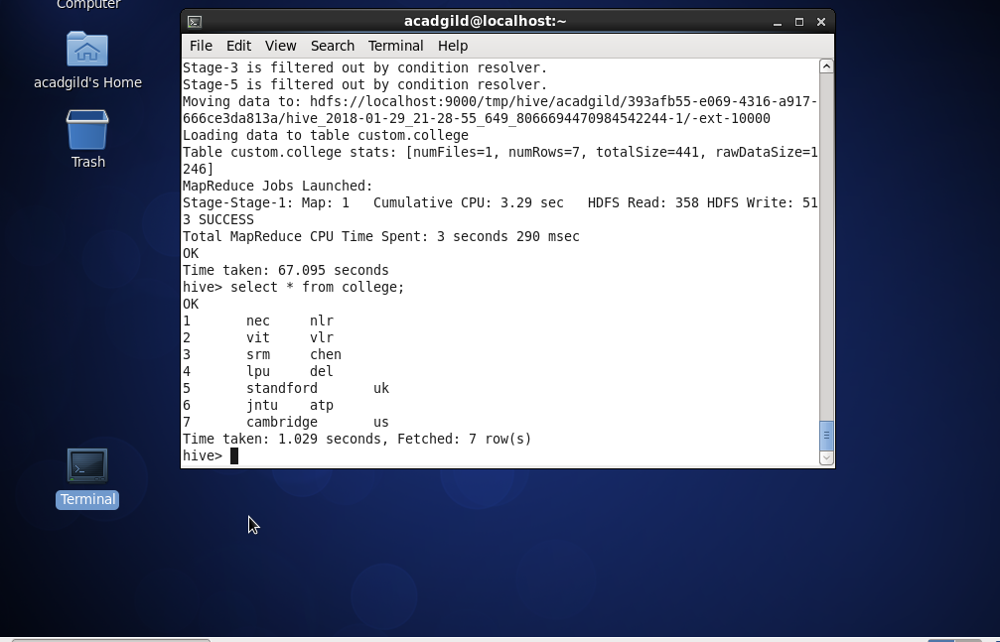 Computer
acadgild's Home
Trash
Terminal
acadgild@localhost:~
File Edit View Search Terminal Help
Stage-3 is filtered out by condition resolver.
Stage-5 is filtered out by condition resolver.
Moving data to: hdfs://localhost:9000/tmp/hive/acadgild/393afb55-e069-4316-a917-
666ce3da813a/hive_2018-01-29_21-28-55_649_8066694470984542244-1/-ext-10000
Loading data to table custom.college
Table custom.college stats: [numFiles=1, numRows=7, totalSize=441, rawDataSize=1
246]
MapReduce Jobs Launched:
Stage-Stage-1: Map: 1   Cumulative CPU: 3.29 sec   HDFS Read: 358 HDFS Write: 51
3 SUCCESS
Total MapReduce CPU Time Spent: 3 seconds 290 msec
OK
Time taken: 67.095 seconds
hive> select * from college;
OK
1       nec     nlr
2       vit     vlr
3       srm     chen
4       lpu     del
5       standford       uk
6       jntu    atp
7       cambridge       us
Time taken: 1.029 seconds, Fetched: 7 row(s)
hive>